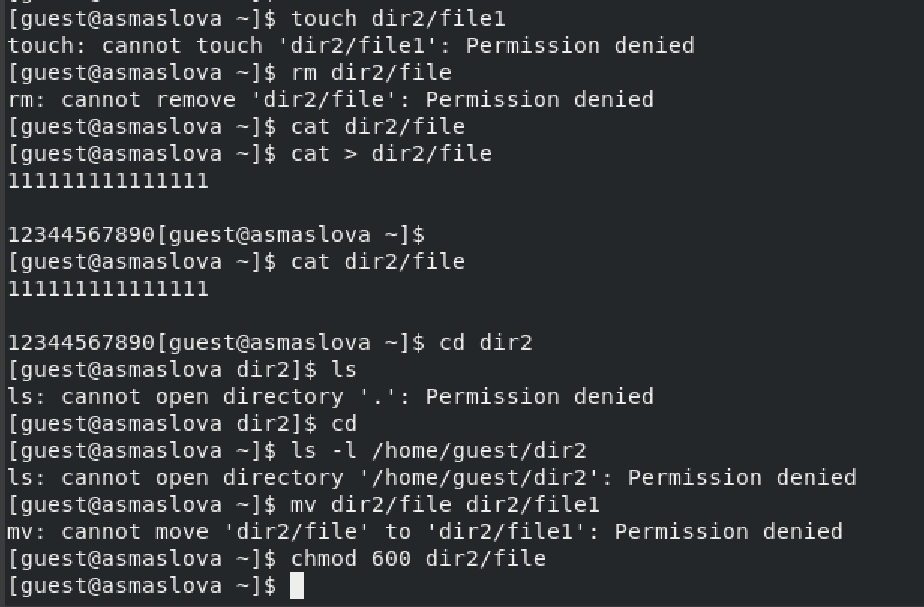 [guest@asmaslova ~]$ touch dir2/file1
touch: cannot touch 'dir2/file1': Permission denied
[guest@asmaslova ~]$ rm dir2/file
rm: cannot remove 'dir2/file': Permission denied
[guest@asmaslova ~]$ cat dir2/file
[guest@asmaslova ~]$ cat > dir2/file
111111111111111

12344567890[guest@asmaslova ~]$
[guest@asmaslova ~]$ cat dir2/file
111111111111111

12344567890[guest@asmaslova ~]$ cd dir2
[guest@asmaslova dir2]$ ls
ls: cannot open directory '.': Permission denied
[guest@asmaslova dir2]$ cd
[guest@asmaslova ~]$ ls -l /home/guest/dir2
ls: cannot open directory '/home/guest/dir2': Permission denied
[guest@asmaslova ~]$ mv dir2/file dir2/file1
mv: cannot move 'dir2/file' to 'dir2/file1': Permission denied
[guest@asmaslova ~]$ chmod 600 dir2/file
[guest@asmaslova ~]$